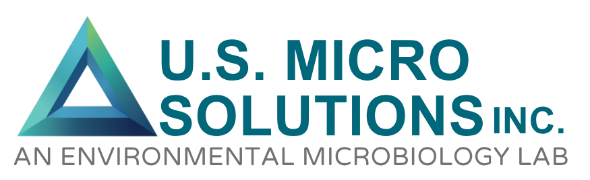 U.S. MICRO
SOLUTIONS INC.
AN ENVIRONMENTAL MICROBIOLOGY LAB